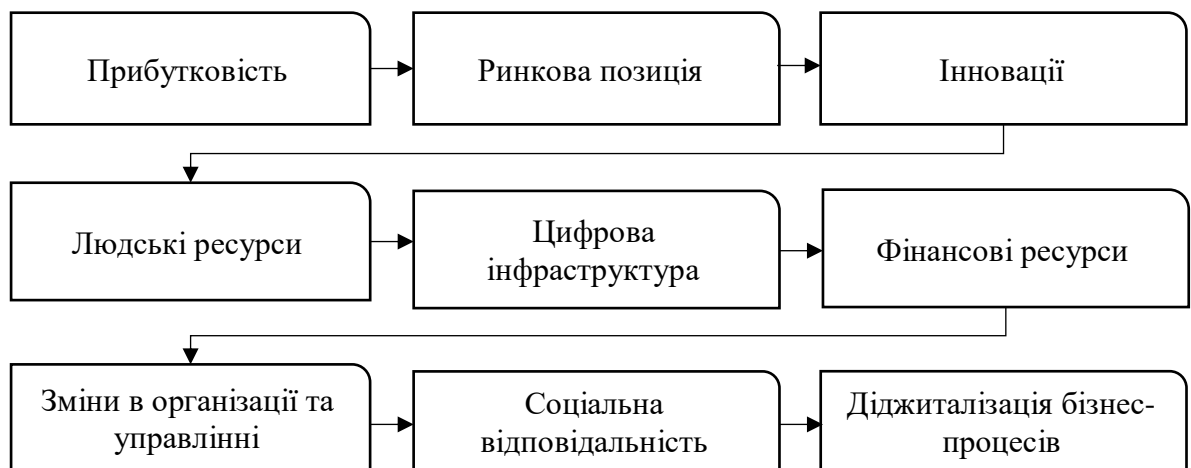 Прибутковість
Ринкова позиція
Інновації
Людські ресурси
Цифрова
інфраструктура
Фінансові ресурси
Зміни в організації та
управлінні
Соціальна
відповідальність
Діджиталізація бізнес-
процесів